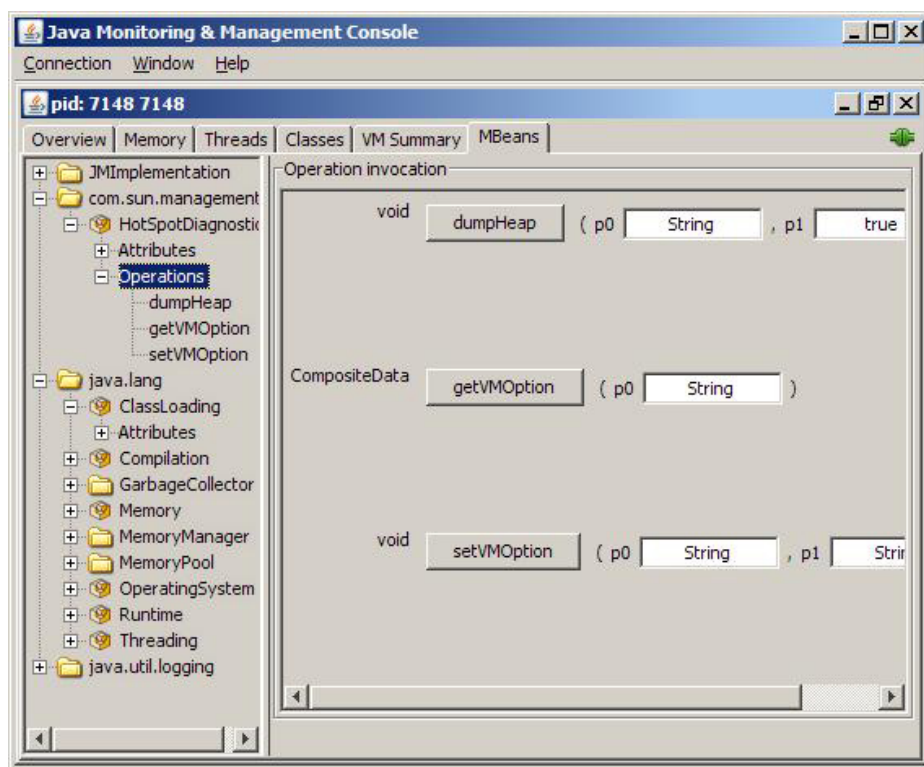 Java Monitoring & Management Console
Connection Window Help
pid: 7148 7148
Overview Memory Threads Classes VM Summary MBeans
JMImplementation
com.sun.management
HotSpotDiagnostic
Attributes
Operations
dumpHeap
getVMOption
setVMOption
java.lang
ClassLoading
Attributes
Compilation
GarbageCollector
Memory
MemoryManager
MemoryPool
OperatingSystem
Runtime
Threading
java.util.logging
Operation invocation
void dumpHeap ( p0 String , p1 true
CompositeData getVMOption ( p0 String )
void setVMOption ( p0 String , p1 Strin